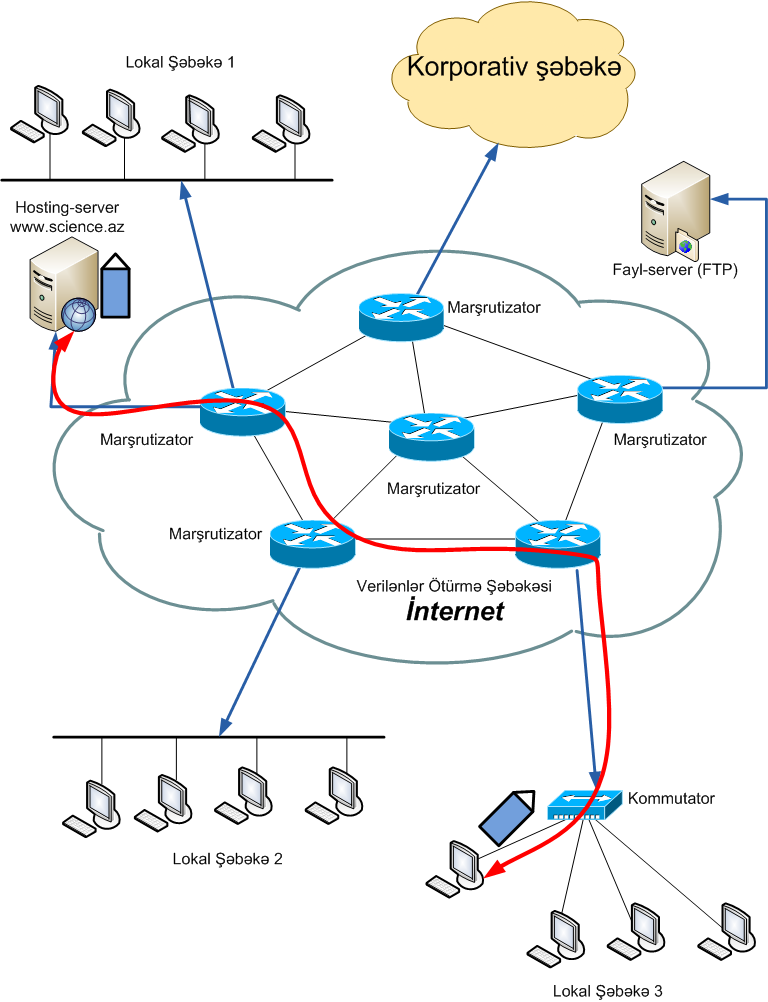 Lokal Şəbəkə 1
Korporativ şəbəkə
Hosting-server
www.science.az
Fayl-server (FTP)
Marşrutizator
Marşrutizator
Marşrutizator
Marşrutizator
Marşrutizator
Verilənlər Ötürmə Şəbəkəsi
İnternet
Kommutator
Lokal Şəbəkə 2
Lokal Şəbəkə 3